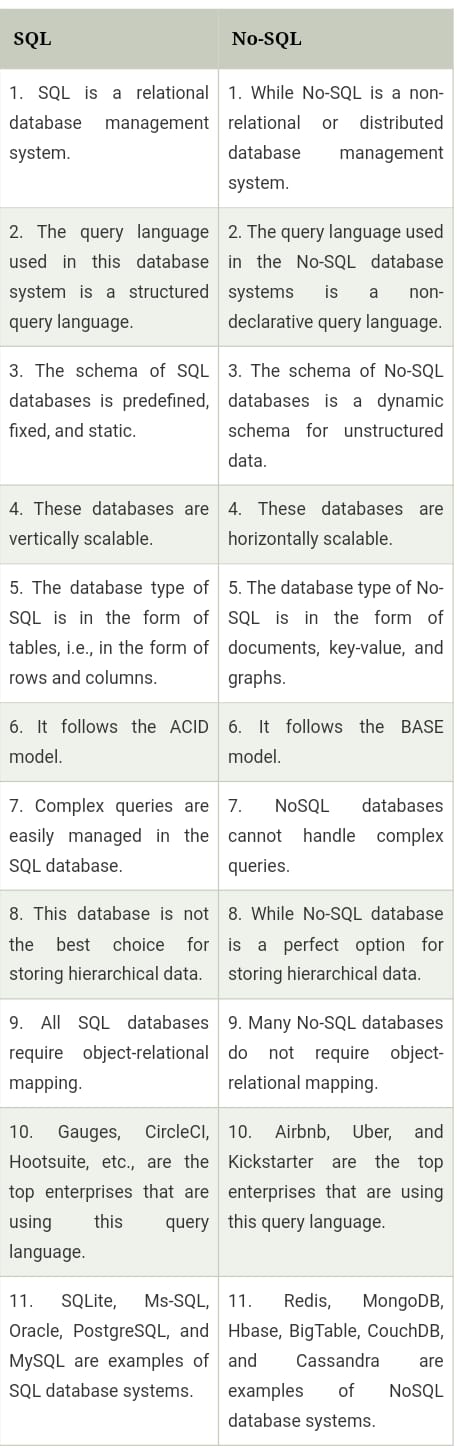 SQL
No-SQL
1. SQL is a relational
database management
system.
1. While No-SQL is a non-
relational or distributed
database management
system.
2. The query language
used in this database
system is a structured
query language.
2. The query language used
in the No-SQL database
systems is a non-
declarative query language.
3. The schema of SQL
databases is predefined,
fixed, and static.
3. The schema of No-SQL
databases is a dynamic
schema for unstructured
data.
4. These databases are
vertically scalable.
4. These databases are
horizontally scalable.
5. The database type of
SQL is in the form of
tables, i.e., in the form of
rows and columns.
5. The database type of No-
SQL is in the form of
documents, key-value, and
graphs.
6. It follows the ACID
model.
6. It follows the BASE
model.
7. Complex queries are
easily managed in the
SQL database.
7. NoSQL databases
cannot handle complex
queries.
8. This database is not
the best choice for
storing hierarchical data.
8. While No-SQL database
is a perfect option for
storing hierarchical data.
9. All SQL databases
require object-relational
mapping.
9. Many No-SQL databases
do not require object-
relational mapping.
10. Gauges, CircleCI,
Hootsuite, etc., are the
top enterprises that are
using this query
language.
10. Airbnb, Uber, and
Kickstarter are the top
enterprises that are using
this query language.
11. SQLite, Ms-SQL,
Oracle, PostgreSQL, and
MySQL are examples of
SQL database systems.
11. Redis, MongoDB,
Hbase, BigTable, CouchDB,
and Cassandra are
examples of NoSQL
database systems.